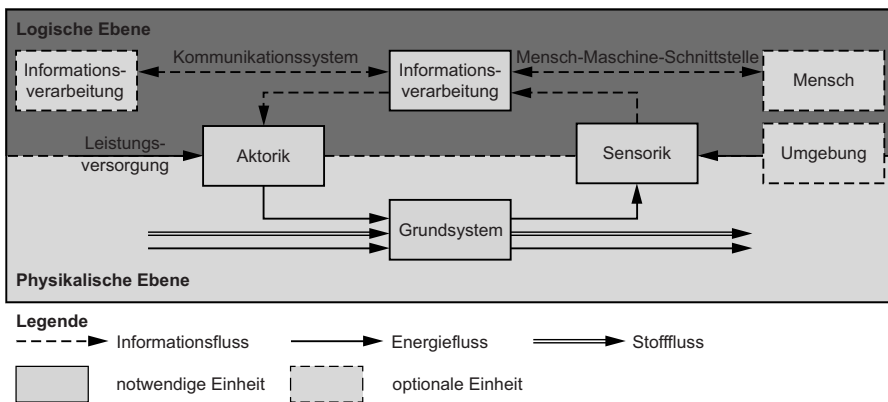 Logische Ebene
Kommunikationssystem
Mensch-Maschine-Schnittstelle
Informations-
verarbeitung
Informations-
verarbeitung
Mensch
Leistungs-
versorgung
Aktorik
Sensorik
Umgebung
Grundsystem
Physikalische Ebene
Legende
Informationsfluss
Energiefluss
Stofffluss
notwendige Einheit
optionale Einheit